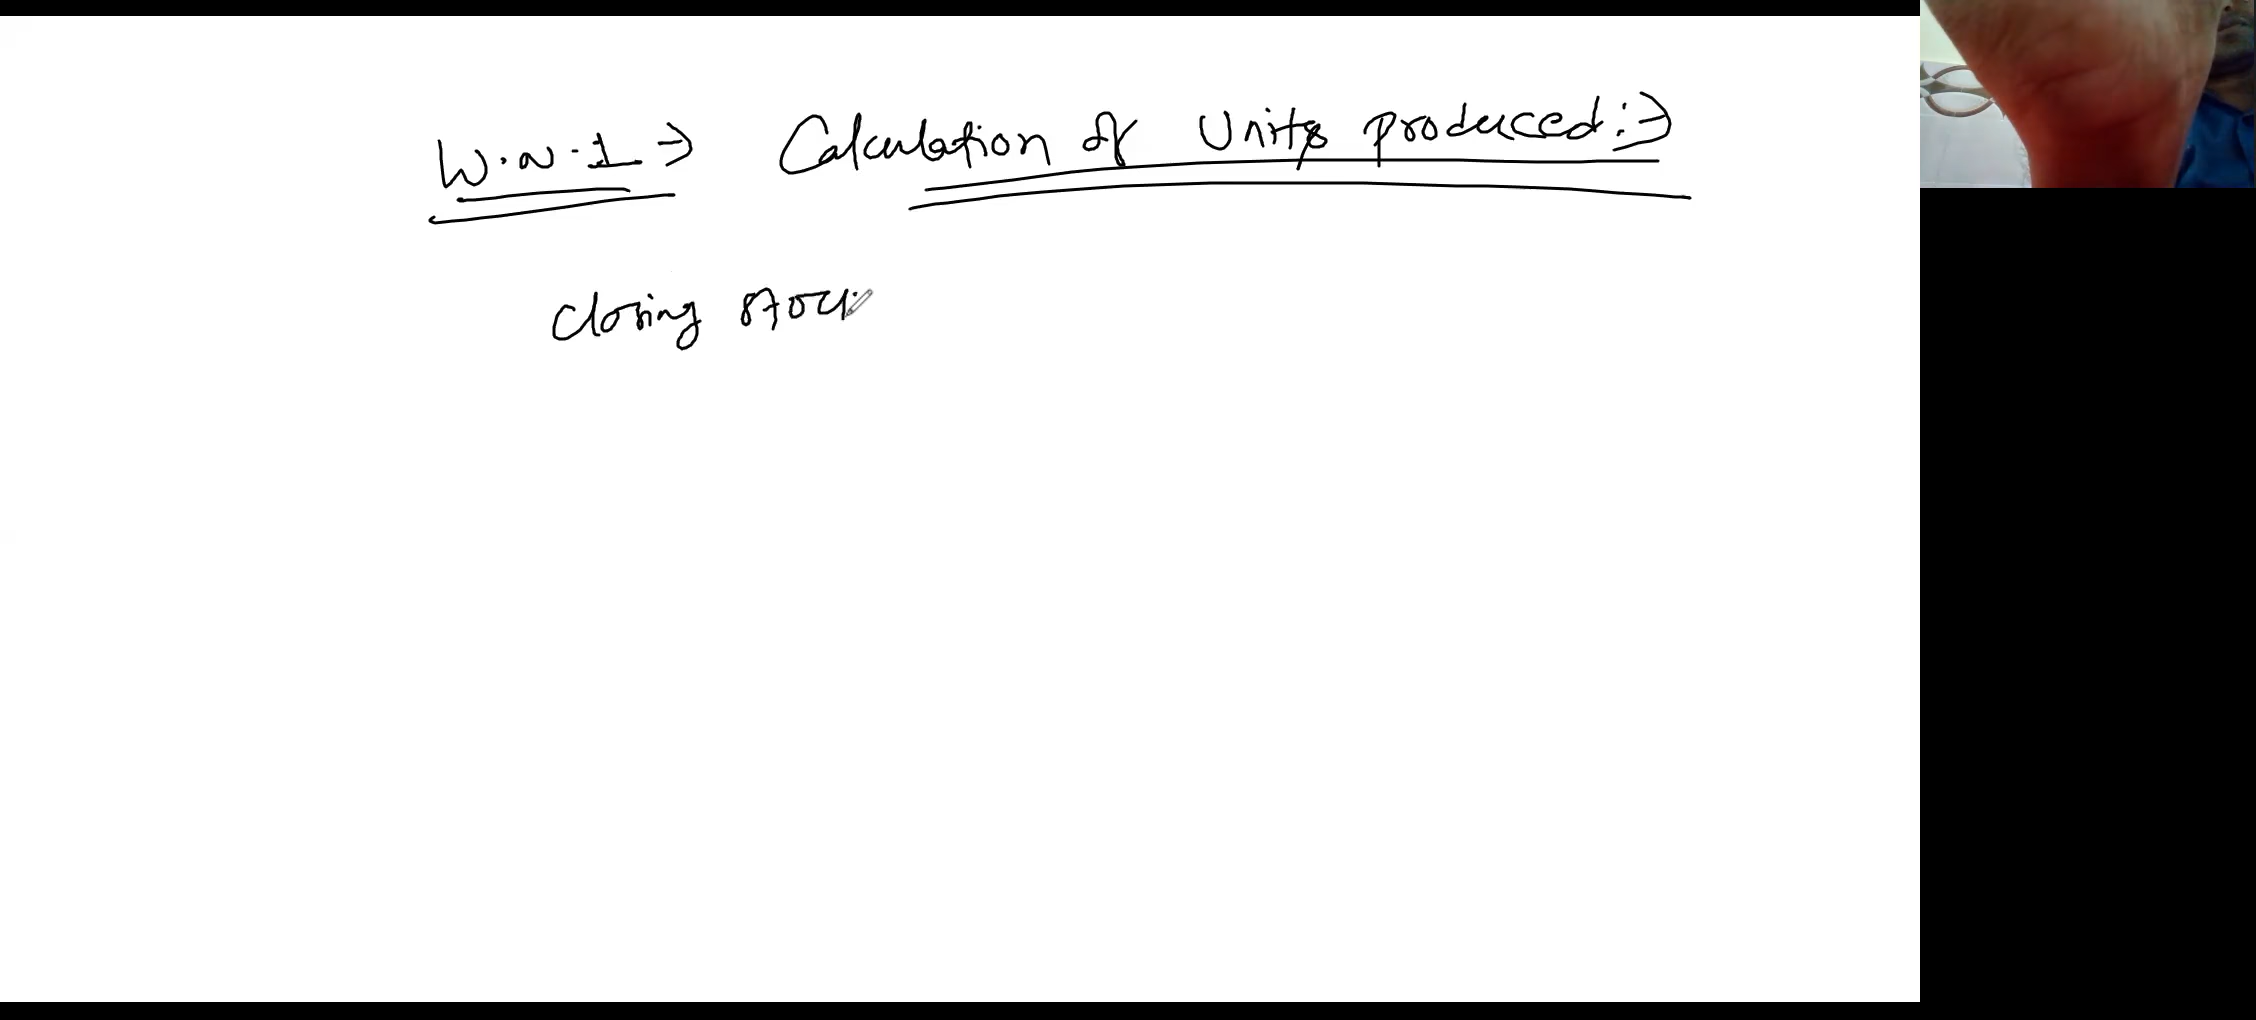 W.N.1 → Calculation of Units produced :→
Closing stock